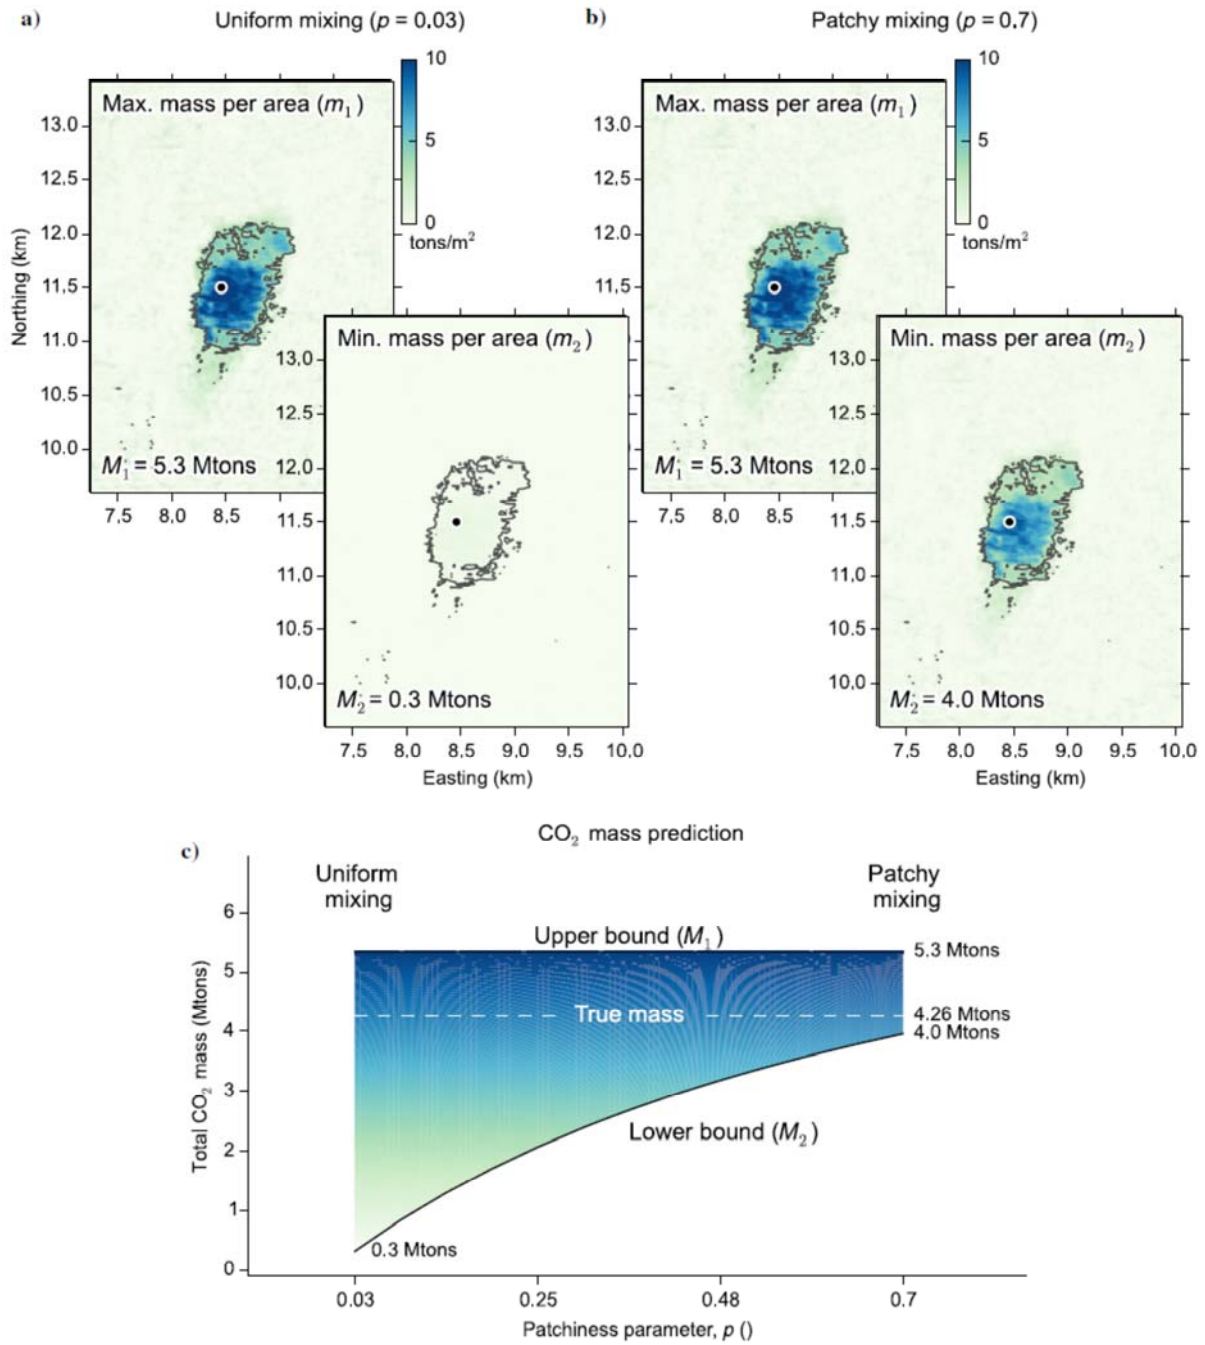 a)
Uniform mixing (p = 0.03)
Max. mass per area (m₁)
10
5
0
tons/m²
13.0
12.5
12.0
11.5
11.0
10.5
10.0
Northing (km)
M₁ = 5.3 Mtons
7.5 8.0 8.5
Min. mass per area (m₂)
13.0
12.5
12.0
11.5
11.0
10.5
10.0
M₂ = 0.3 Mtons
7.5 8.0 8.5 9.0 9.5 10.0
Easting (km)
b)
Patchy mixing (p = 0.7)
Max. mass per area (m₁)
10
5
0
tons/m²
13.0
12.5
12.0
11.5
11.0
10.5
10.0
M₁ = 5.3 Mtons
7.5 8.0 8.5
Min. mass per area (m₂)
13.0
12.5
12.0
11.5
11.0
10.5
10.0
M₂ = 4.0 Mtons
7.5 8.0 8.5 9.0 9.5 10.0
Easting (km)
c)
CO₂ mass prediction
Uniform
mixing
Patchy
mixing
Upper bound (M₁)
5.3 Mtons
True mass
4.26 Mtons
4.0 Mtons
Lower bound (M₂)
0.3 Mtons
6
5
4
3
2
1
0
Total CO₂ mass (Mtons)
0.03 0.25 0.48 0.7
Patchiness parameter, p ()